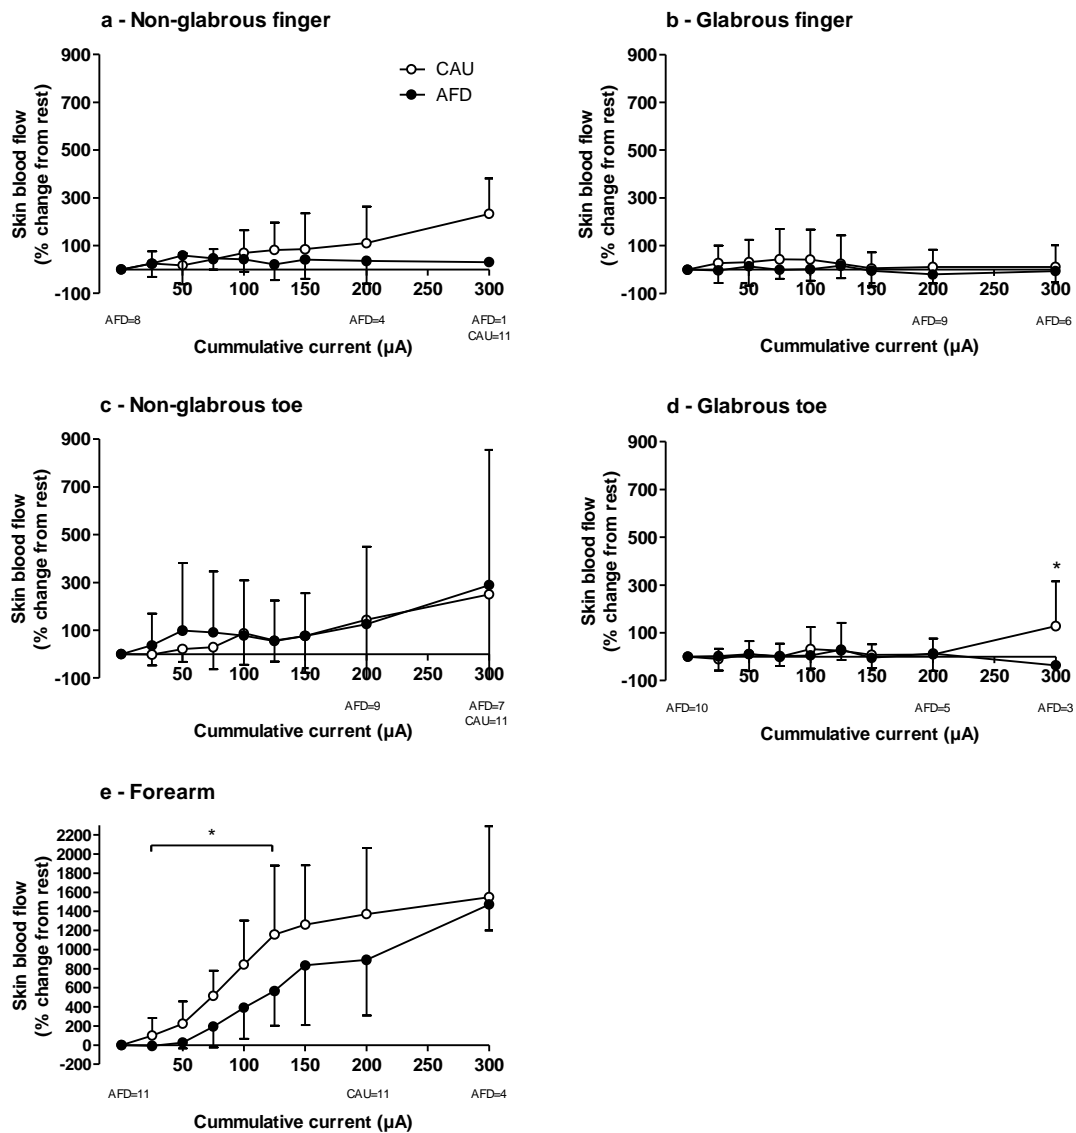 a - Non-glabrous finger
900
700
500
300
100
-100
Skin blood flow
(% change from rest)
CAU
AFD
50
100
150
200
250
300
AFD=8
AFD=4
AFD=1
CAU=11
Cummulative current (µA)
b - Glabrous finger
900
700
500
300
100
-100
Skin blood flow
(% change from rest)
50
100
150
200
250
300
AFD=9
AFD=6
Cummulative current (µA)
c - Non-glabrous toe
900
700
500
300
100
-100
Skin blood flow
(% change from rest)
50
100
150
200
250
300
AFD=9
AFD=7
CAU=11
Cummulative current (µA)
d - Glabrous toe
900
700
500
300
100
-100
Skin blood flow
(% change from rest)
*
50
100
150
200
250
300
AFD=10
AFD=5
AFD=3
Cummulative current (µA)
e - Forearm
2200
2000
1800
1600
1400
1200
1000
800
600
400
200
0
-200
Skin blood flow
(% change from rest)
*
50
100
150
200
250
300
AFD=11
CAU=11
AFD=4
Cummulative current (µA)